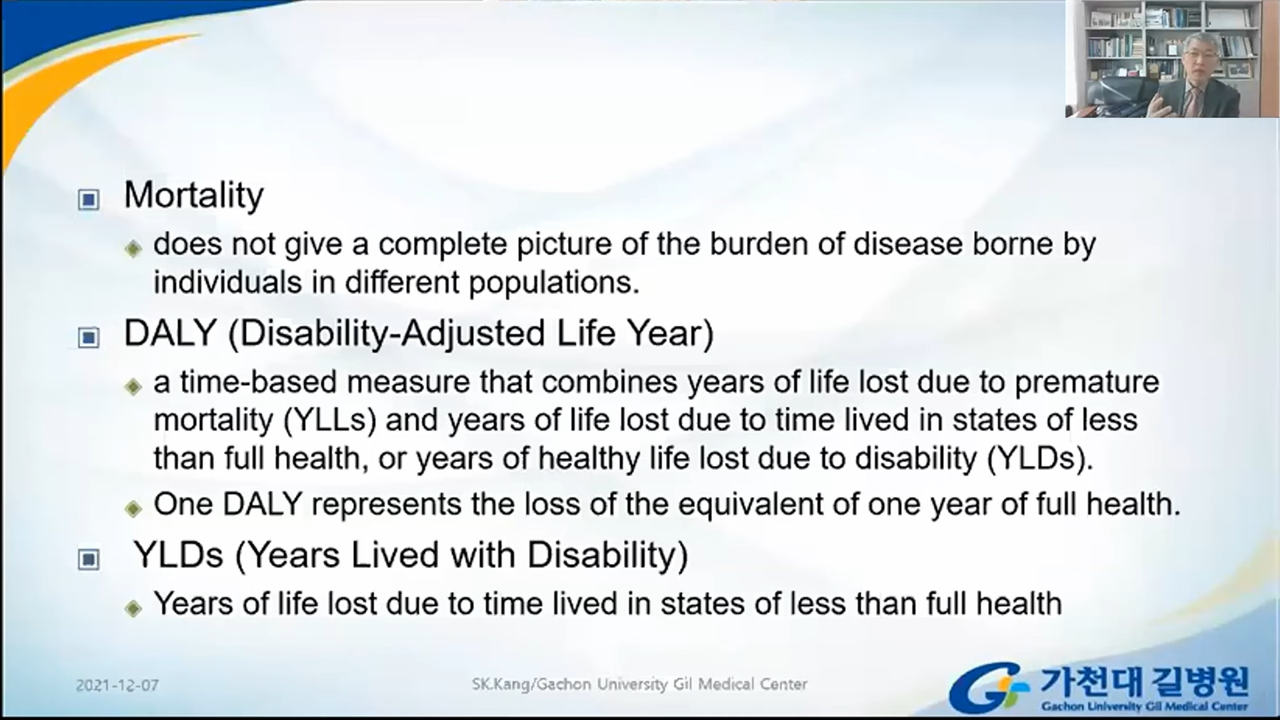 Mortality
does not give a complete picture of the burden of disease borne by
individuals in different populations.
DALY (Disability-Adjusted Life Year)
a time-based measure that combines years of life lost due to premature
mortality (YLLs) and years of life lost due to time lived in states of less
than full health, or years of healthy life lost due to disability (YLDs).
One DALY represents the loss of the equivalent of one year of full health.
YLDs (Years Lived with Disability)
Years of life lost due to time lived in states of less than full health
2021-12-07
SK.Kang/Gachon University Gil Medical Center
가천대 길병원
Gachon University Gil Medical Center